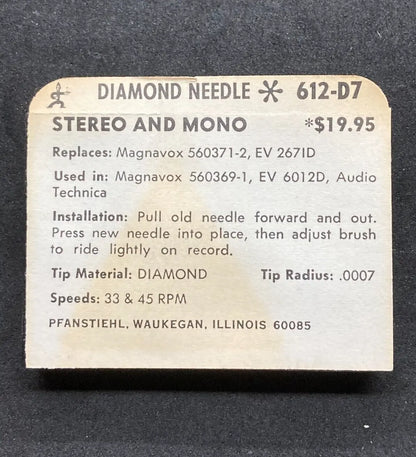 DIAMOND NEEDLE * 612-D7
STEREO AND MONO *$19.95
Replaces: Magnavox 560371-2, EV 267ID
Used in: Magnavox 560369-1, EV 6012D, Audio
Technica
Installation: Pull old needle forward and out.
Press new needle into place, then adjust brush
to ride lightly on record.
Tip Material: DIAMOND Tip Radius: .0007
Speeds: 33 & 45 RPM
PFANSTIEHL, WAUKEGAN, ILLINOIS 60085